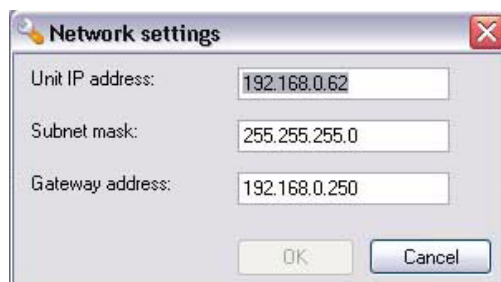 Network settings
Unit IP address: 192.168.0.62
Subnet mask: 255.255.255.0
Gateway address: 192.168.0.250
OK Cancel